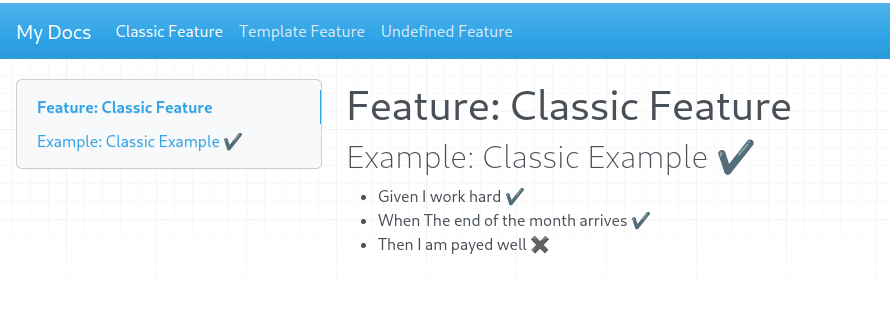 My Docs Classic Feature Template Feature Undefined Feature
Feature: Classic Feature
Example: Classic Example ✔
Feature: Classic Feature
Example: Classic Example ✔
• Given I work hard ✔
• When The end of the month arrives ✔
• Then I am payed well ✖